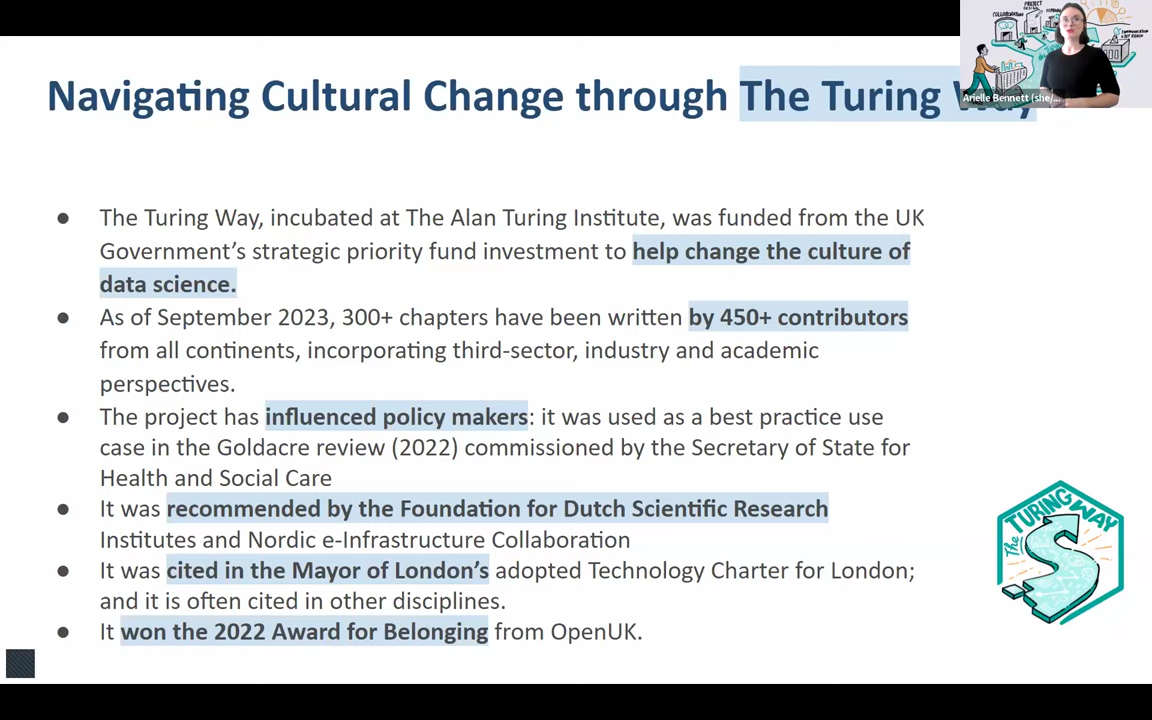 Navigating Cultural Change through The Turing Way
COLLABORATION
PROJECT
DESIGN
COMMUNICATION
Arielle Bennett (she/...
● The Turing Way, incubated at The Alan Turing Institute, was funded from the UK
Government's strategic priority fund investment to help change the culture of
data science.
● As of September 2023, 300+ chapters have been written by 450+ contributors
from all continents, incorporating third-sector, industry and academic
perspectives.
● The project has influenced policy makers: it was used as a best practice use
case in the Goldacre review (2022) commissioned by the Secretary of State for
Health and Social Care
● It was recommended by the Foundation for Dutch Scientific Research
Institutes and Nordic e-Infrastructure Collaboration
● It was cited in the Mayor of London's adopted Technology Charter for London;
and it is often cited in other disciplines.
● It won the 2022 Award for Belonging from OpenUK.
The TURING WAY